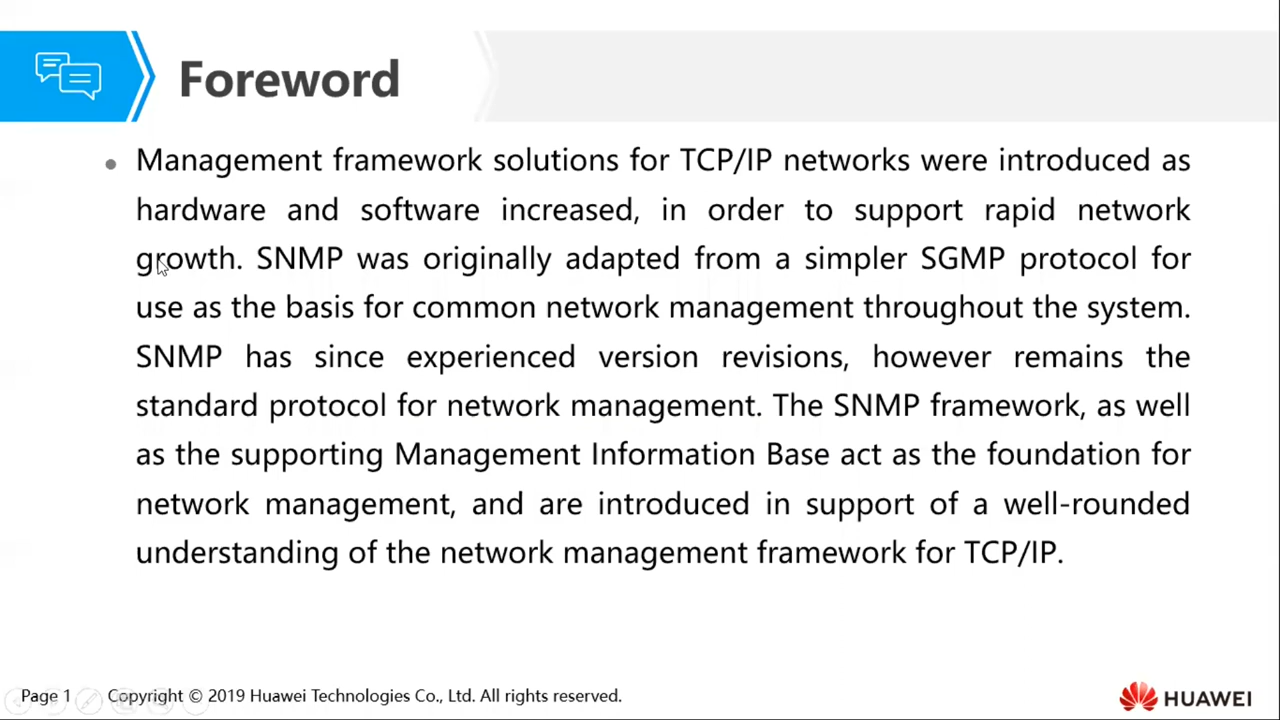 Foreword
Management framework solutions for TCP/IP networks were introduced as
hardware and software increased, in order to support rapid network
growth. SNMP was originally adapted from a simpler SGMP protocol for
use as the basis for common network management throughout the system.
SNMP has since experienced version revisions, however remains the
standard protocol for network management. The SNMP framework, as well
as the supporting Management Information Base act as the foundation for
network management, and are introduced in support of a well-rounded
understanding of the network management framework for TCP/IP.
Page 1 Copyright © 2019 Huawei Technologies Co., Ltd. All rights reserved.
HUAWEI